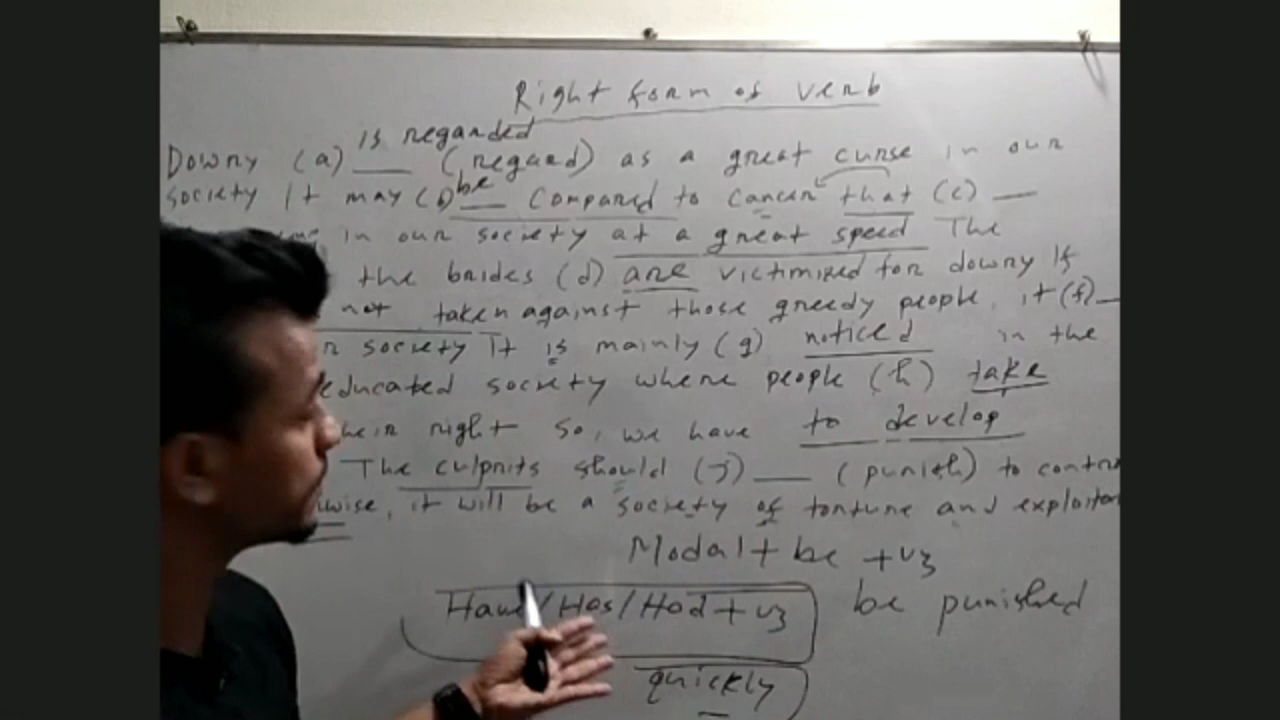 Right form of verb
is regarded
Dowry (a) ___ (regard) as a great curse in our
society It may (b) be ___ compared to cancer that (c) ___
in our society at a great speed The
the brides (d) are victimized for dowry If
not taken against those greedy people, it (f) ___
society It is mainly (g) noticed in the
educated society where people (h) take
their right So, we have to develop
The culprits should (j) ___ (punish) to
wise, it will be a society of torture and
Modal + be + v3
Have/Has/Had + v3 be punished
quickly